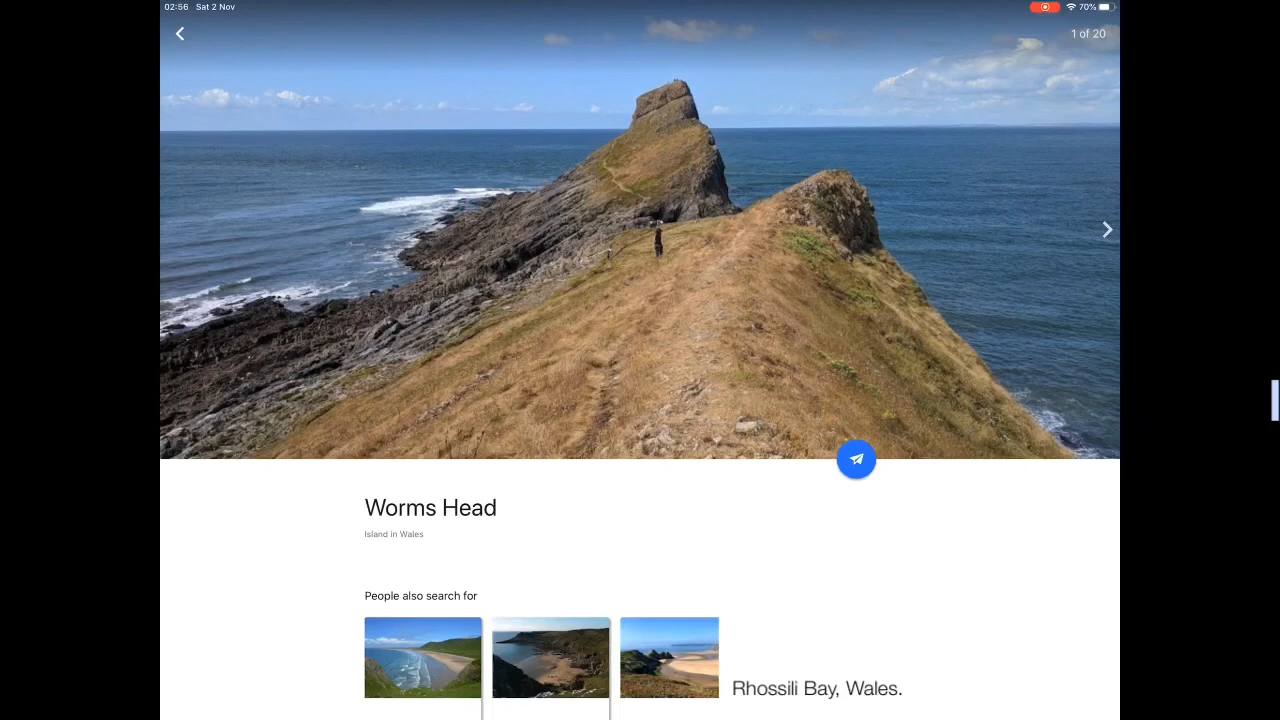 02:56 Sat 2 Nov
70%
1 of 20
Worms Head
Island in Wales
People also search for
Rhossili Bay, Wales.